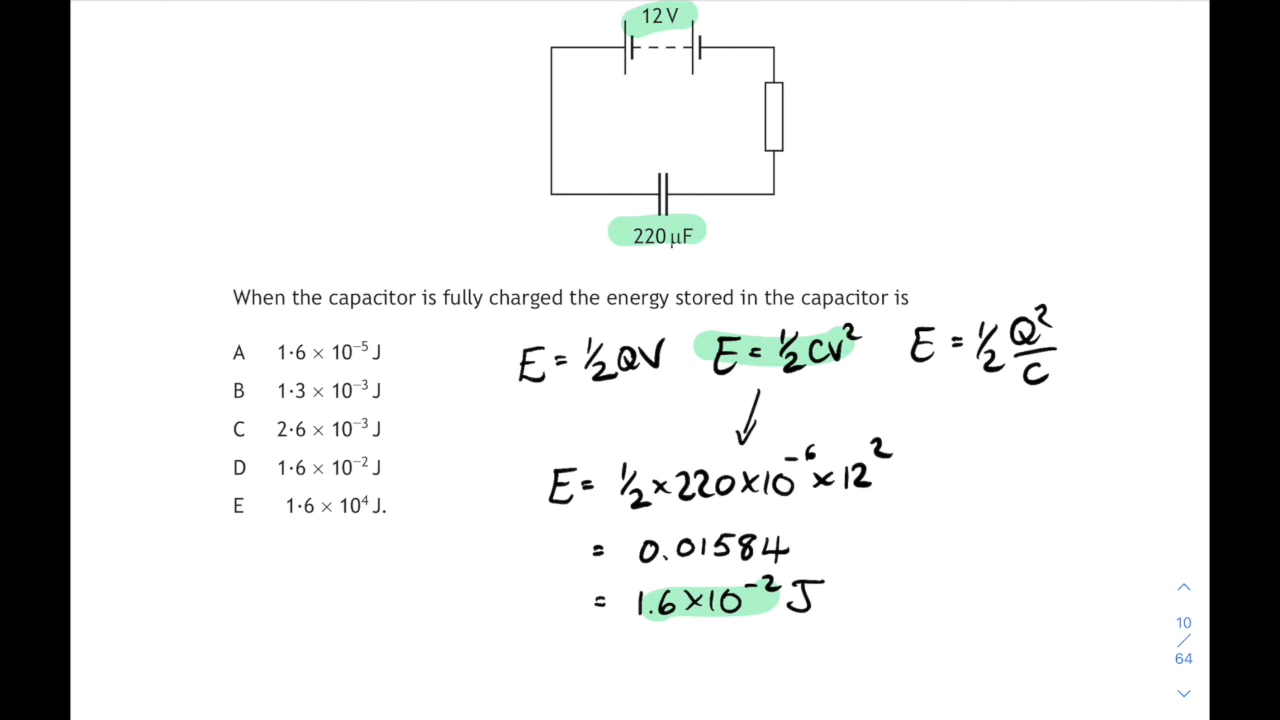 12 V
220 µF
When the capacitor is fully charged the energy stored in the capacitor is
A 1·6 × 10⁻⁵ J
B 1·3 × 10⁻³ J
C 2·6 × 10⁻³ J
D 1·6 × 10⁻² J
E 1·6 × 10⁴ J.
E = ½QV E = ½CV² E = ½ Q²/C
E = ½ × 220 × 10⁻⁶ × 12²
= 0.01584
= 1.6 × 10⁻² J
10
/
64